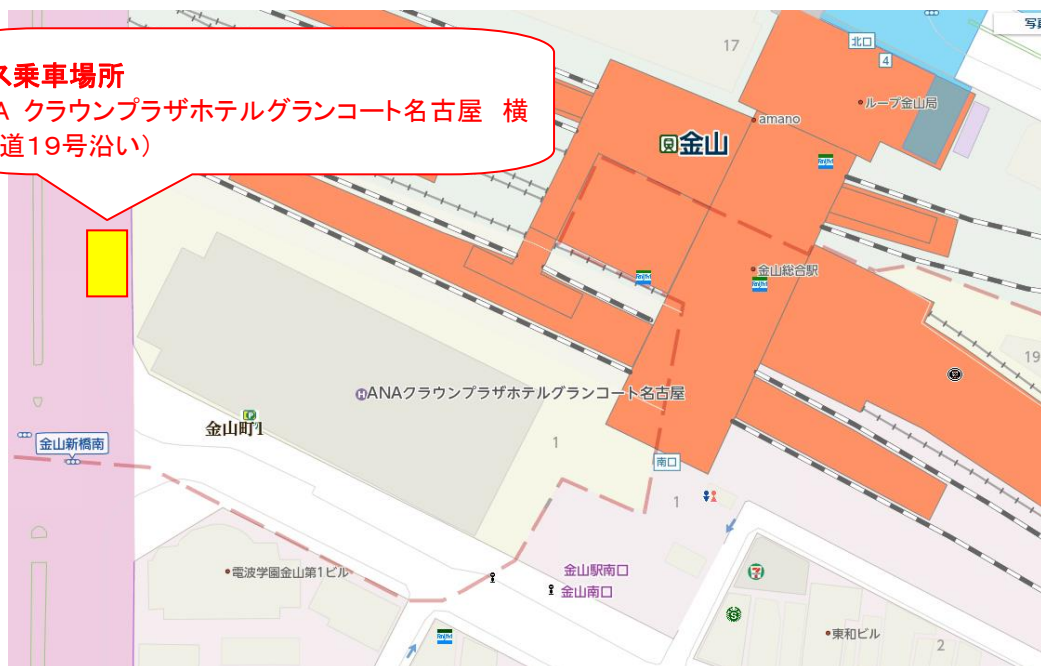 ス乗車場所
A クラウンプラザホテルグランコート名古屋 横
道19号沿い）
写真
17
北口
4
ループ金山局
amano
金山
金山総合駅
19
ANAクラウンプラザホテルグランコート名古屋
金山町1
金山新橋南
1
南口
1
電波学園金山第1ビル
金山駅南口
金山南口
東和ビル
2